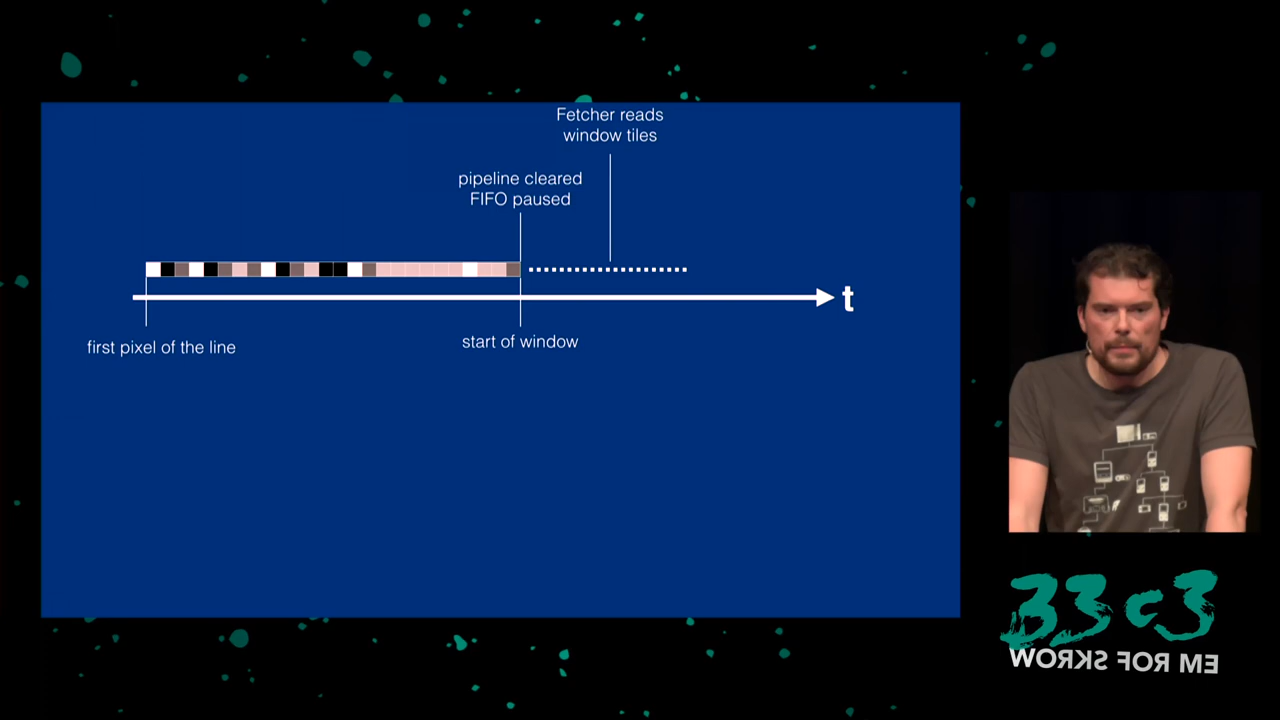 Fetcher reads
window tiles
pipeline cleared
FIFO paused
t
first pixel of the line
start of window
33c3
WORKS FOR ME